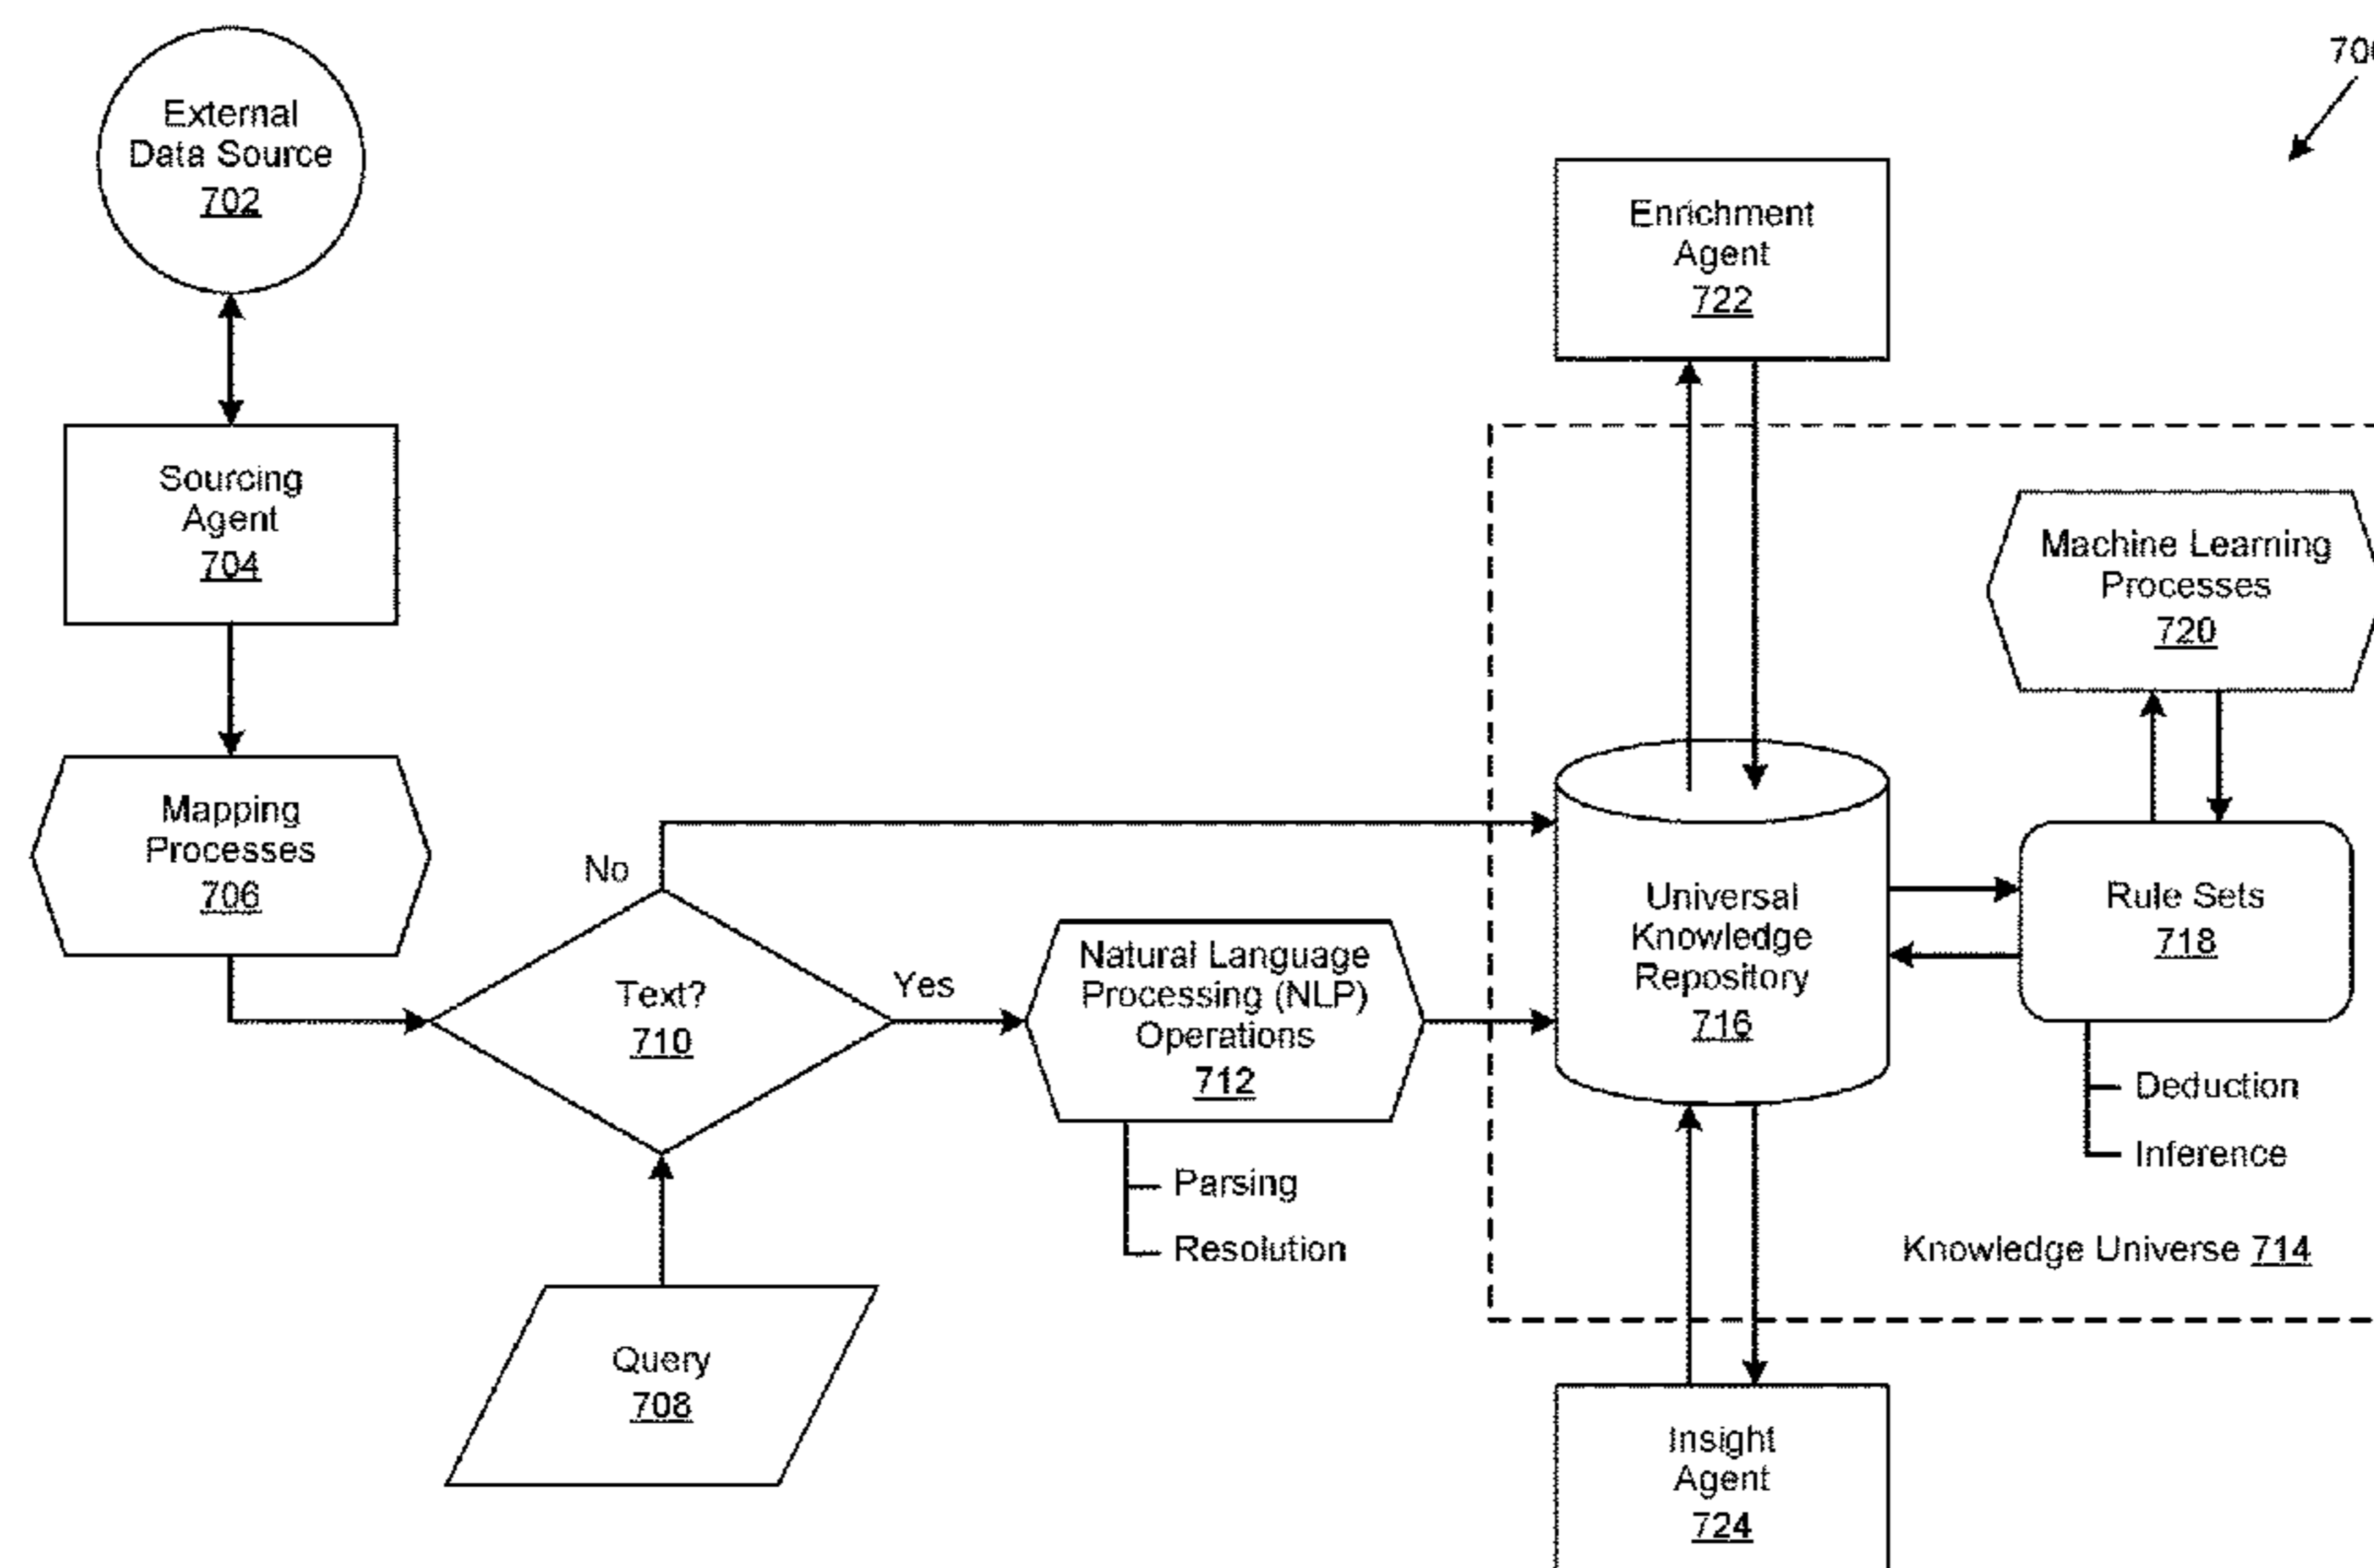 External
Data Source
702
Sourcing
Agent
704
Mapping
Processes
706
No
Text?
710
Yes
Query
708
Natural Language
Processing (NLP)
Operations
712
Parsing
Resolution
Enrichment
Agent
722
Universal
Knowledge
Repository
716
Machine Learning
Processes
720
Rule Sets
718
Deduction
Inference
Knowledge Universe 714
Insight
Agent
724